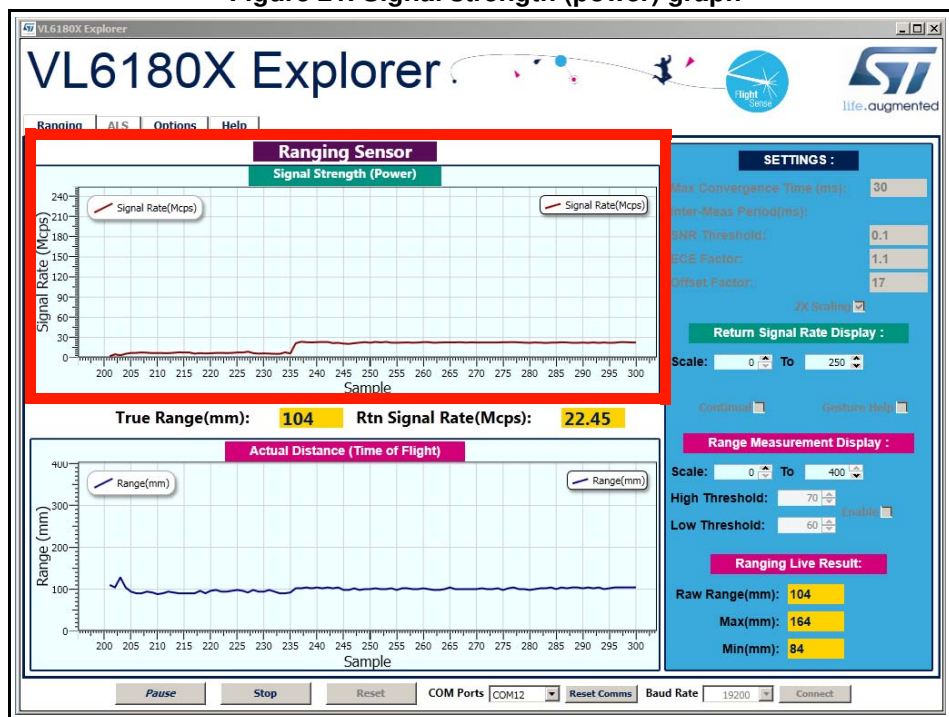 Figure 21. Signal strength (power) graph
VL6180X Explorer
VL6180X Explorer
Flight
Sense
life.augmented
Ranging ALS Options Help
Ranging Sensor
Signal Strength (Power)
Signal Rate(Mcps)
Signal Rate(Mcps)
Signal Rate (Mcps)
240
210
180
150
120
90
60
30
0
200 205 210 215 220 225 230 235 240 245 250 255 260 265 270 275 280 285 290 295 300
Sample
True Range(mm): 104 Rtn Signal Rate(Mcps): 22.45
Actual Distance (Time of Flight)
Range(mm)
Range(mm)
Range (mm)
400
300
200
100
0
200 205 210 215 220 225 230 235 240 245 250 255 260 265 270 275 280 285 290 295 300
Sample
SETTINGS :
Max Convergence Time (ms): 30
Inter-Meas Period(ms):
SNR Threshold: 0.1
ECE Factor: 1.1
Offset Factor: 17
2X Scaling
Return Signal Rate Display :
Scale: 0 To 250
Continual Gesture Help
Range Measurement Display :
Scale: 0 To 400
High Threshold: 70
Enable
Low Threshold: 60
Ranging Live Result:
Raw Range(mm): 104
Max(mm): 164
Min(mm): 84
Pause Stop Reset COM Ports COM12 Reset Comms Baud Rate 19200 Connect